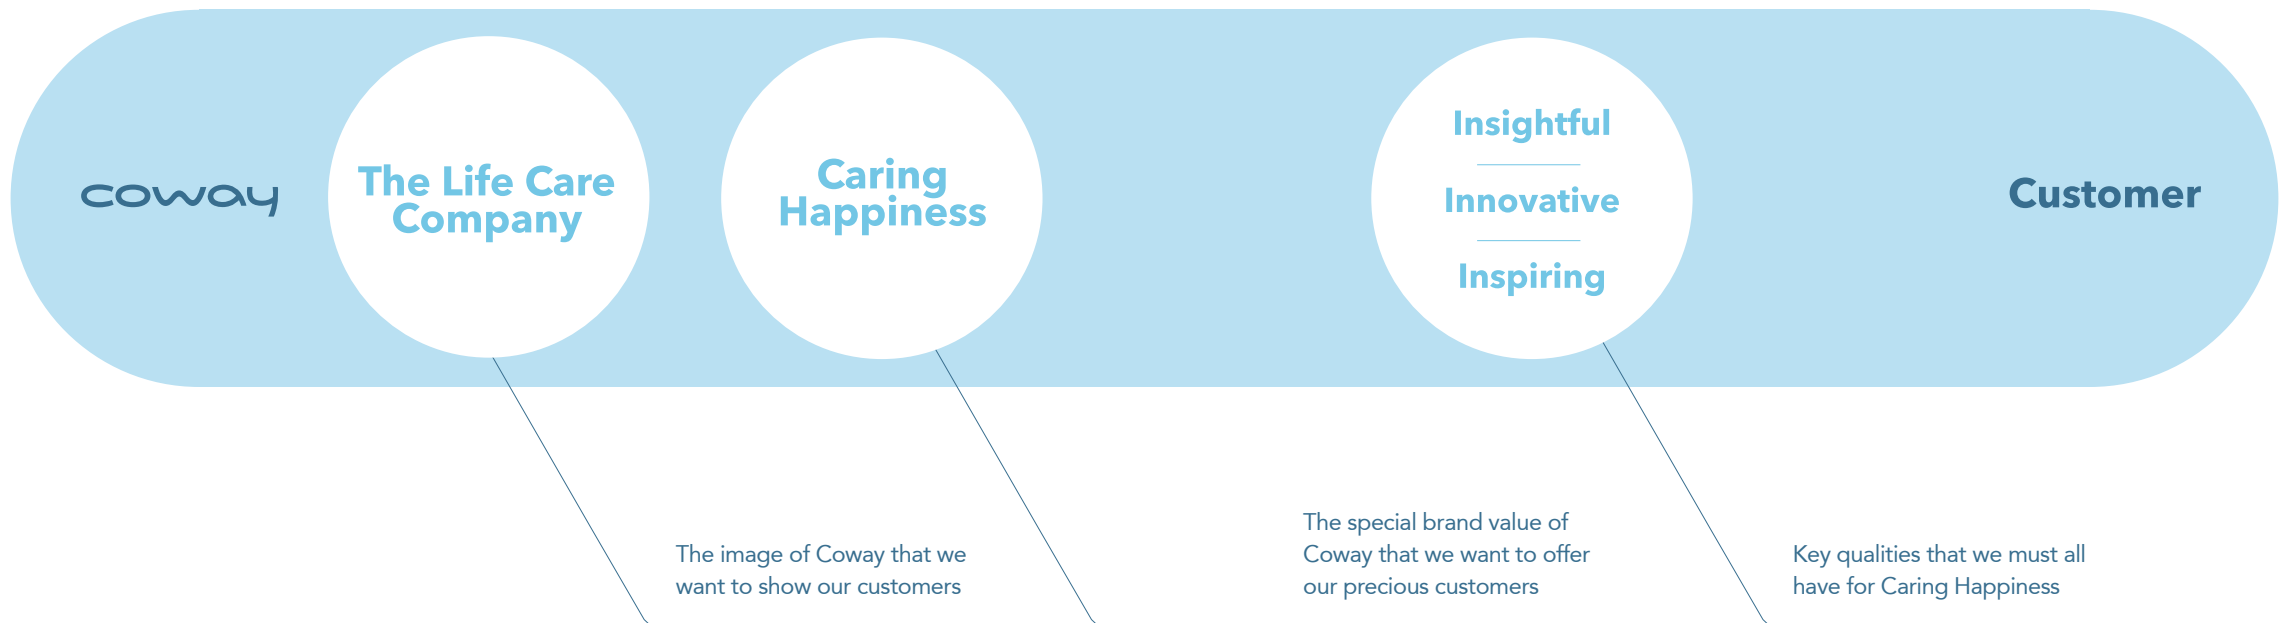 coway
The Life Care
Company
Caring
Happiness
Insightful
Innovative
Inspiring
Customer
The image of Coway that we
want to show our customers
The special brand value of
Coway that we want to offer
our precious customers
Key qualities that we must all
have for Caring Happiness